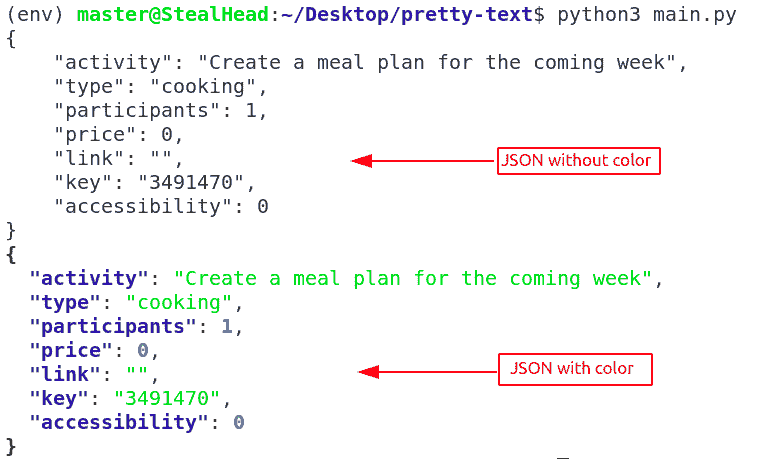 (env) master@StealHead:~/Desktop/pretty-text$ python3 main.py
{
    "activity": "Create a meal plan for the coming week",
    "type": "cooking",
    "participants": 1,
    "price": 0,
    "link": "",
JSON without color
    "key": "3491470",
    "accessibility": 0
}
{
  "activity": "Create a meal plan for the coming week",
  "type": "cooking",
  "participants": 1,
  "price": 0,
  "link": "",
JSON with color
  "key": "3491470",
  "accessibility": 0
}